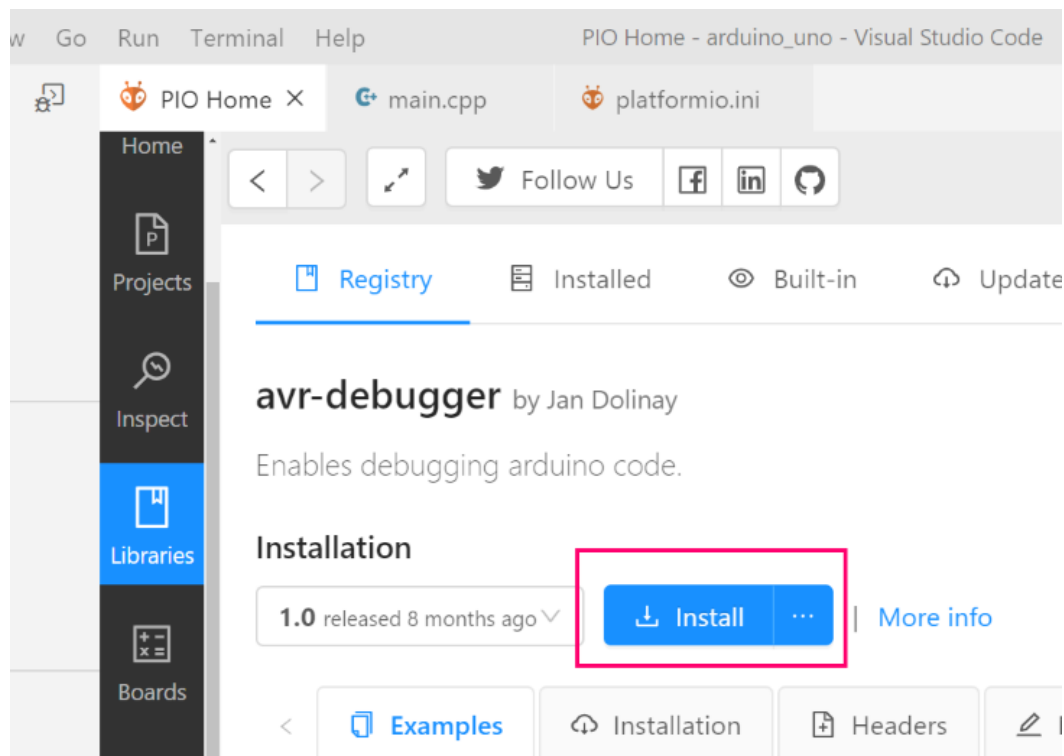 Go Run Terminal Help PIO Home - arduino_uno - Visual Studio Code
PIO Home main.cpp platformio.ini
Home
Follow Us
Projects
Registry Installed Built-in Update
Inspect
avr-debugger by Jan Dolinay
Enables debugging arduino code.
Libraries
Installation
1.0 released 8 months ago Install ... | More info
Boards
Examples Installation Headers